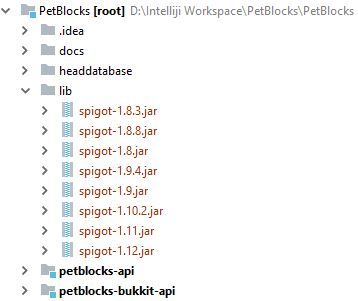 PetBlocks [root] D:\Intelliji Workspace\PetBlocks\PetBlocks
.idea
docs
headdatabase
lib
spigot-1.8.3.jar
spigot-1.8.8.jar
spigot-1.8.jar
spigot-1.9.4.jar
spigot-1.9.jar
spigot-1.10.2.jar
spigot-1.11.jar
spigot-1.12.jar
petblocks-api
petblocks-bukkit-api